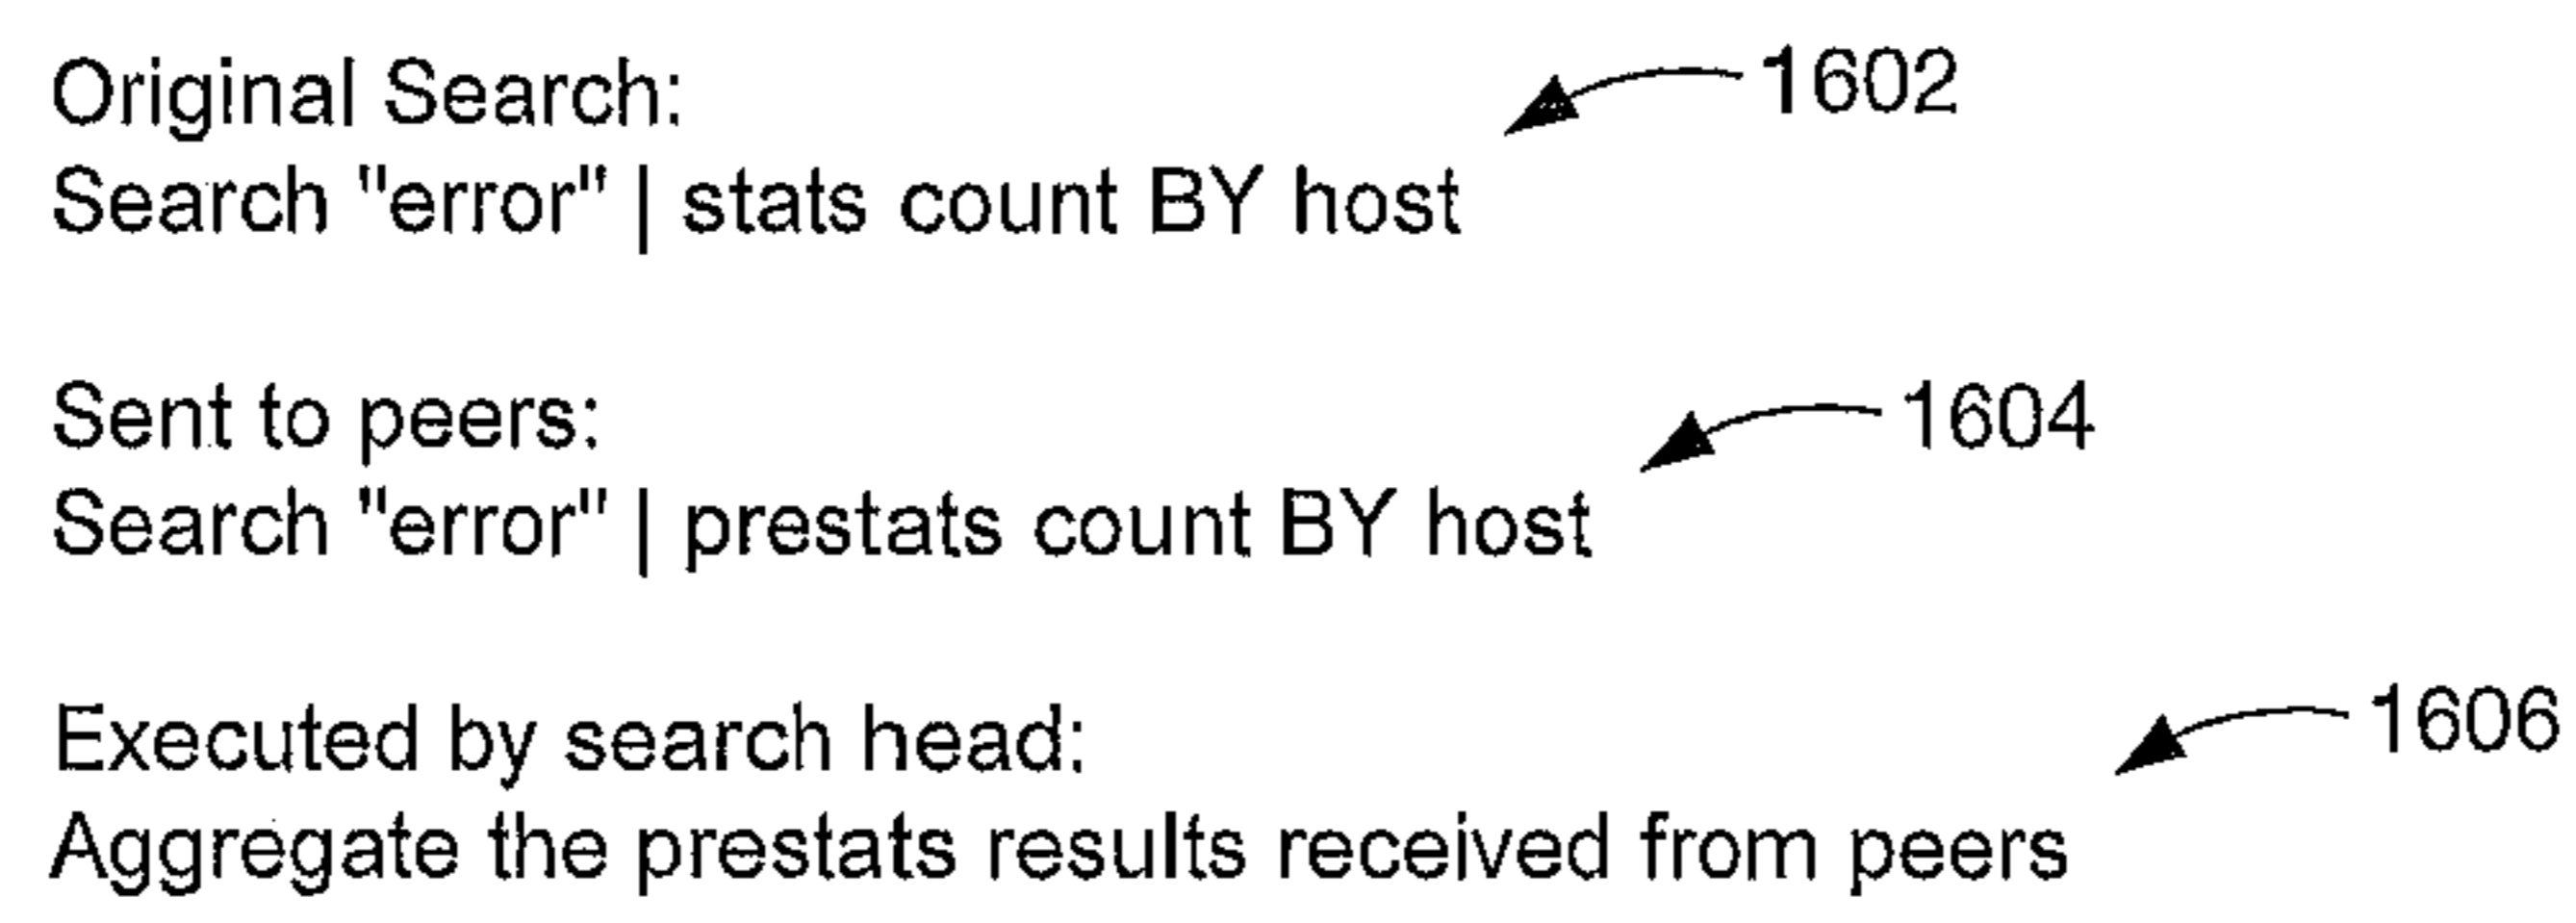 Original Search:
1602
Search "error" | stats count BY host
Sent to peers:
1604
Search "error" | prestats count BY host
Executed by search head:
1606
Aggregate the prestats results received from peers